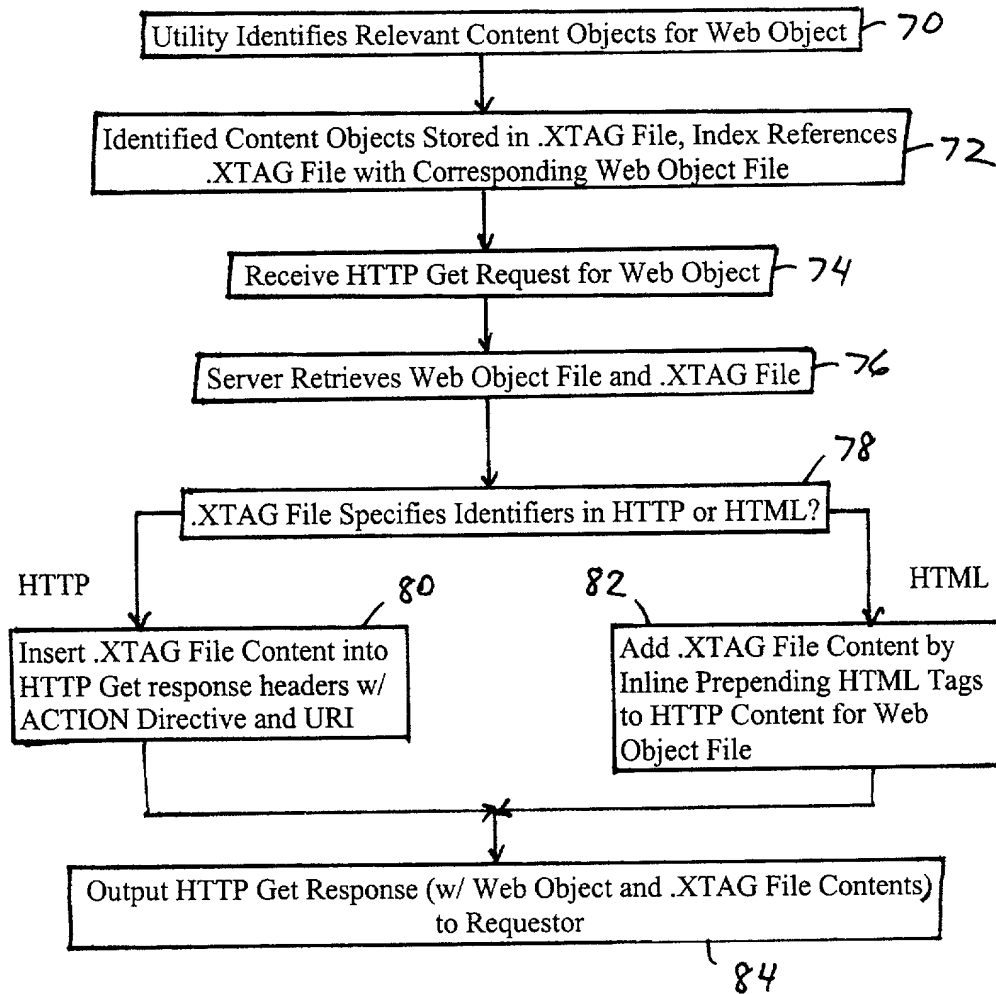 Utility Identifies Relevant Content Objects for Web Object
70
Identified Content Objects Stored in .XTAG File, Index References
.XTAG File with Corresponding Web Object File
72
Receive HTTP Get Request for Web Object
74
Server Retrieves Web Object File and .XTAG File
76
78
.XTAG File Specifies Identifiers in HTTP or HTML?
HTTP
HTML
80
82
Insert .XTAG File Content into
HTTP Get response headers w/
ACTION Directive and URI
Add .XTAG File Content by
Inline Prepending HTML Tags
to HTTP Content for Web
Object File
Output HTTP Get Response (w/ Web Object and .XTAG File Contents)
to Requestor
84